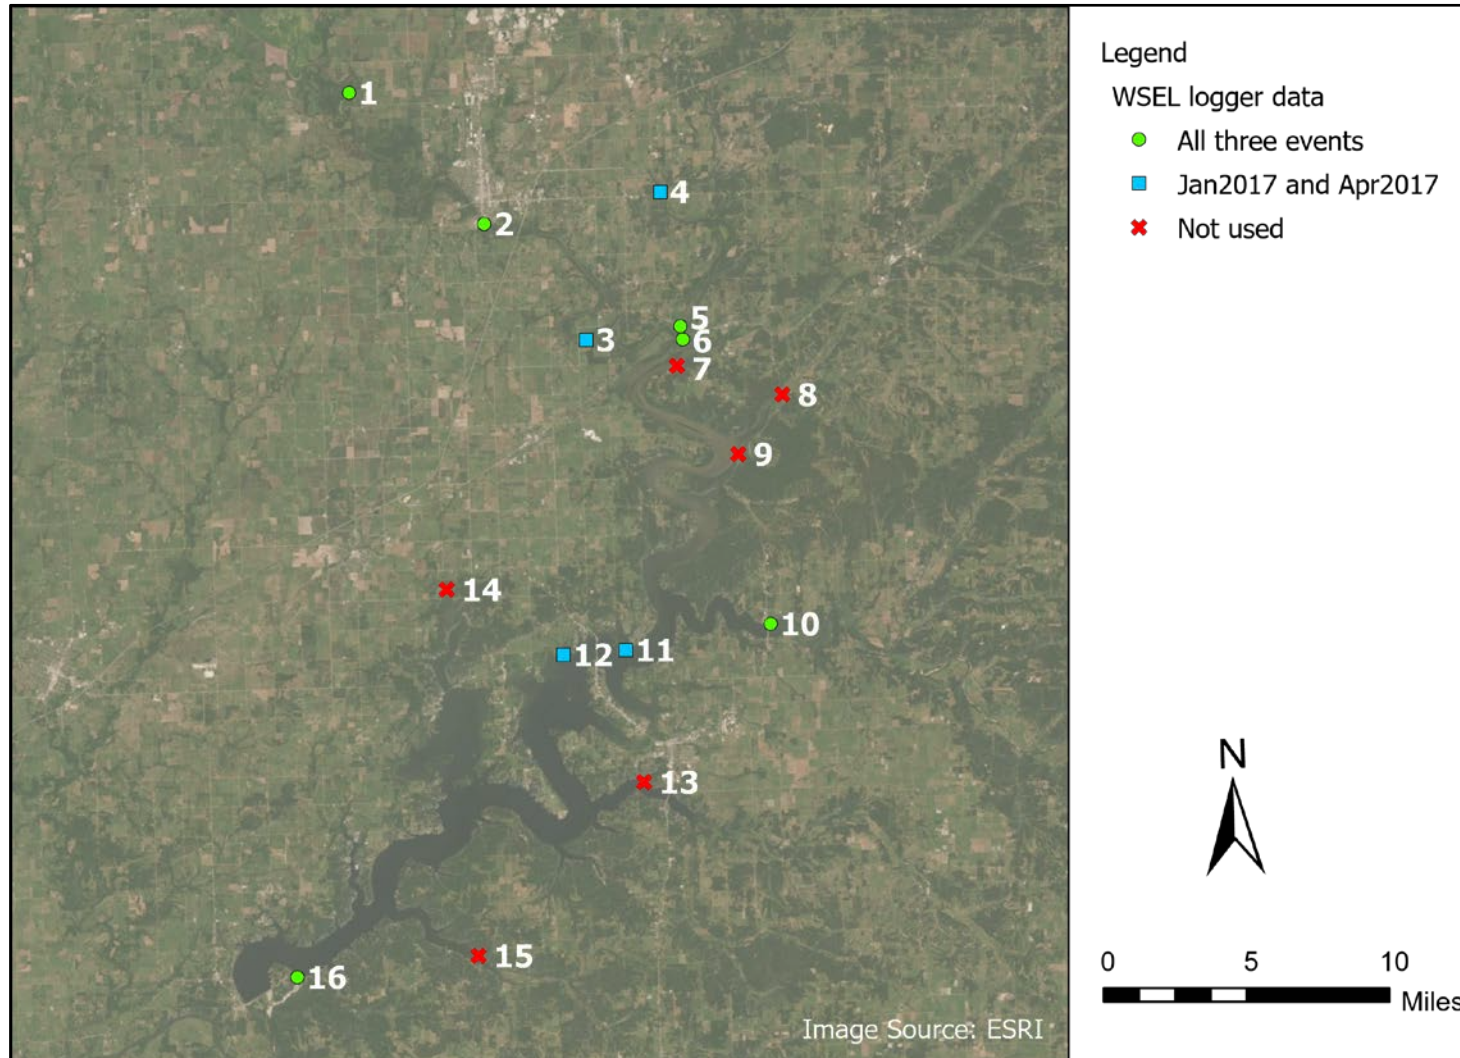 1
4
2
5
3
6
7
8
9
14
10
11
12
13
15
16
Image Source: ESRI
Legend
WSEL logger data
All three events
Jan2017 and Apr2017
Not used
N
0 5 10
Miles